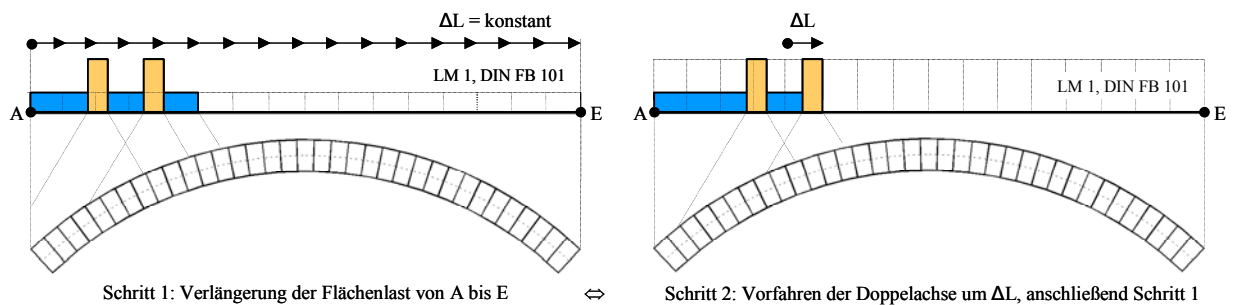 ΔL = konstant
LM 1, DIN FB 101
A
E
Schritt 1: Verlängerung der Flächenlast von A bis E
⇔
ΔL
LM 1, DIN FB 101
A
E
Schritt 2: Vorfahren der Doppelachse um ΔL, anschließend Schritt 1